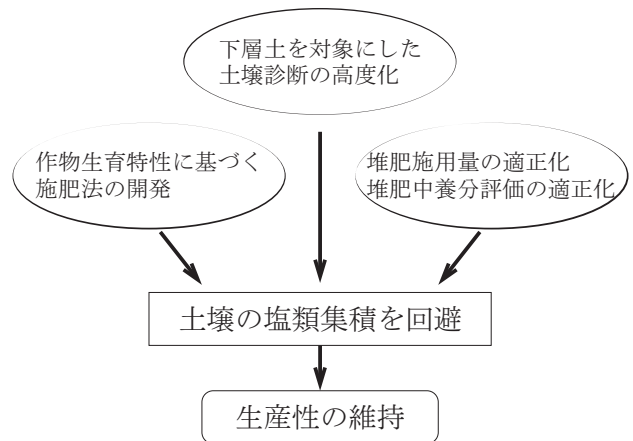 下層土を対象にした
土壌診断の高度化
作物生育特性に基づく
施肥法の開発
堆肥施用量の適正化
堆肥中養分評価の適正化
土壌の塩類集積を回避
生産性の維持